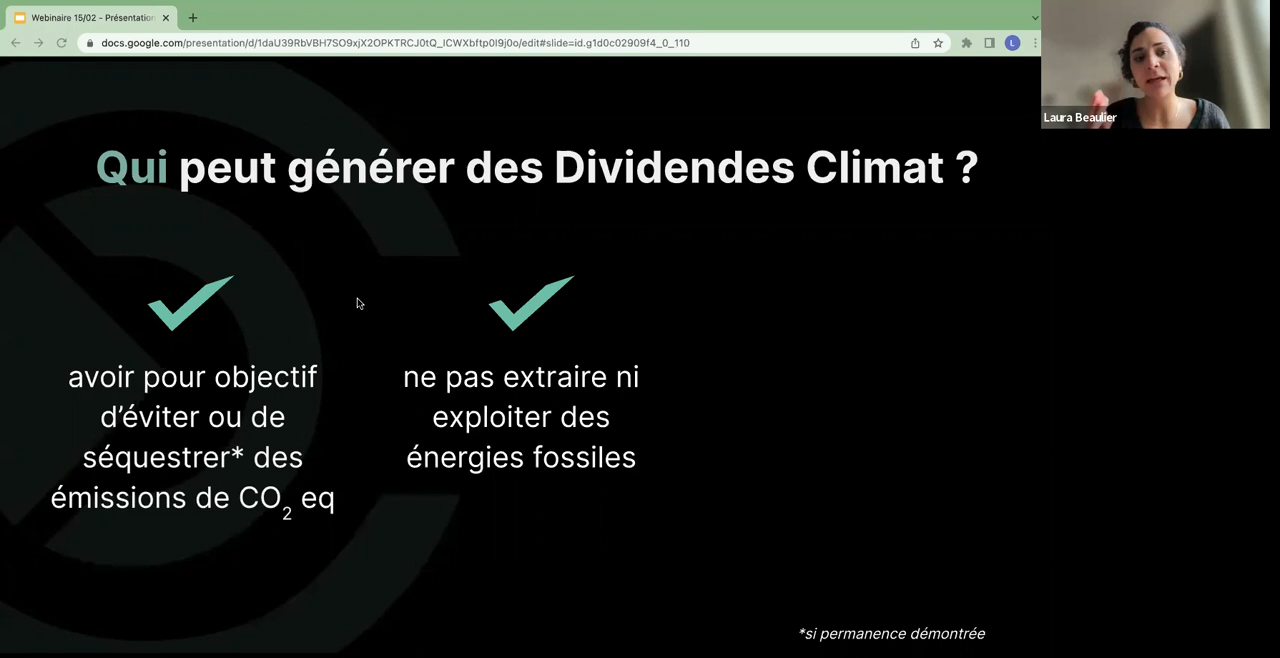 Webinaire 15/02 - Présentation
docs.google.com/presentation/d/1daU39RbVBH7SO9xjX2OPKTRCJ0tQ_ICWXbftp0I9j0o/edit#slide=id.g1d0c02909f4_0_110
L
Laura Beaulier
Qui peut générer des Dividendes Climat ?
avoir pour objectif
d’éviter ou de
séquestrer* des
émissions de CO₂ eq
ne pas extraire ni
exploiter des
énergies fossiles
*si permanence démontrée